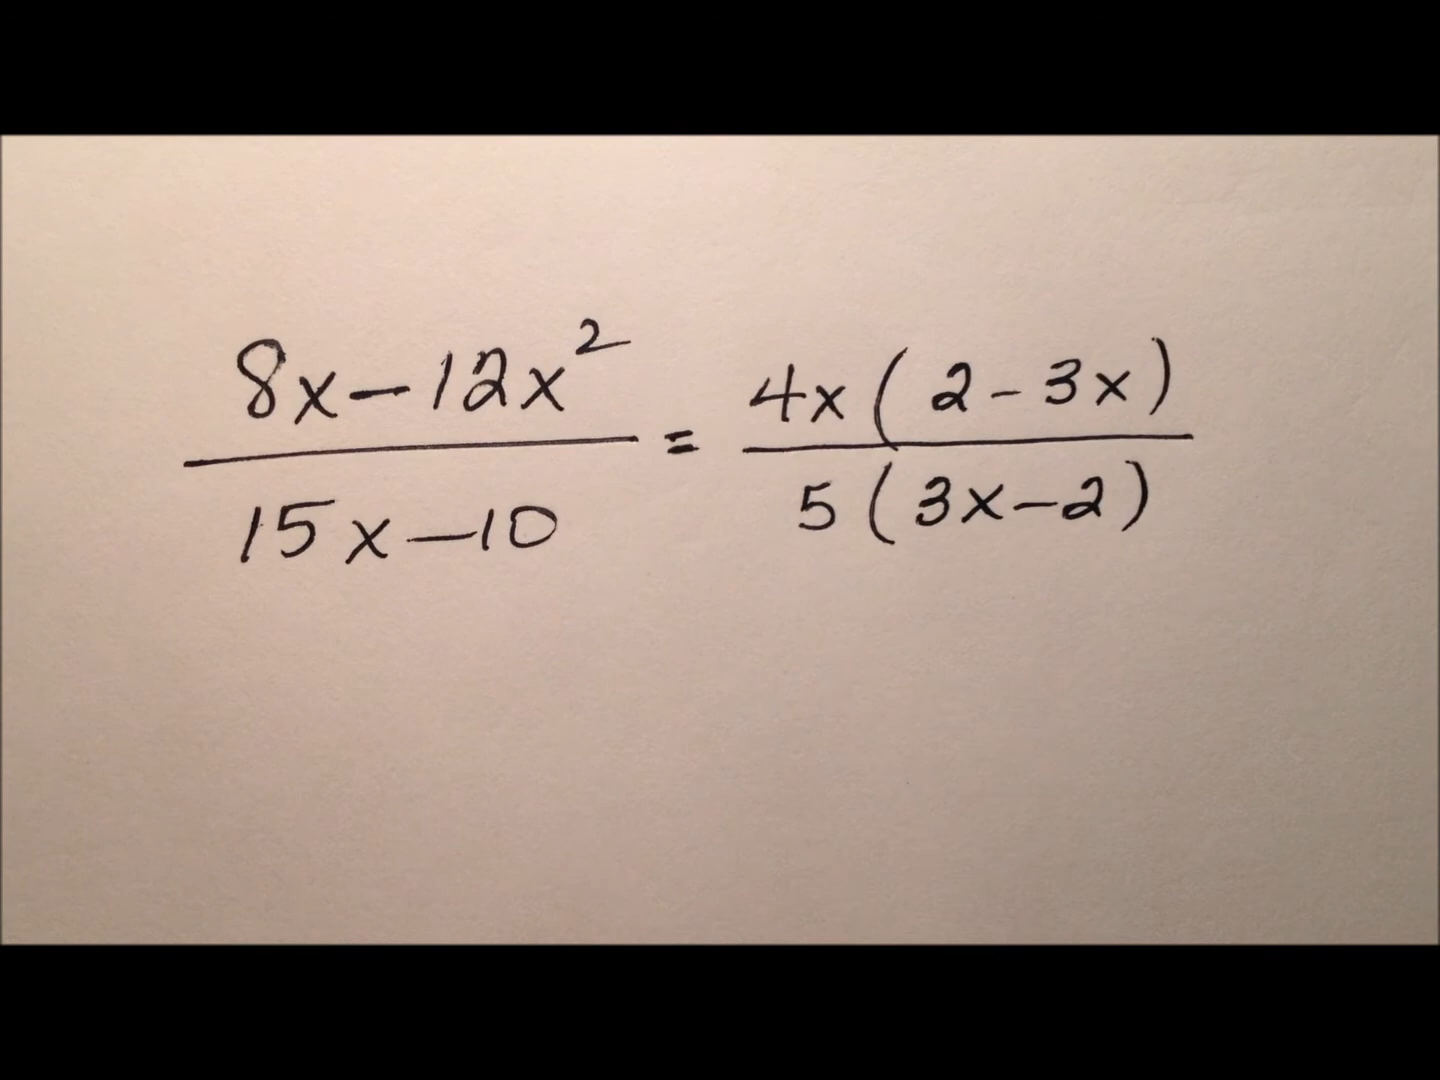 8x-12x² / 15x-10 = 4x(2-3x) / 5(3x-2)